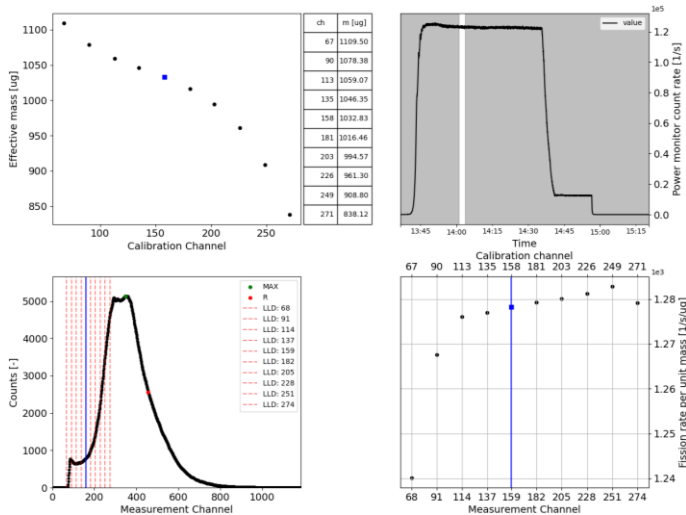 1100
1050
1000
950
900
850
Effective mass [ug]
100 150 200 250
Calibration Channel
ch m [ug]
67 1109.50
90 1078.38
113 1059.07
135 1046.35
158 1032.83
181 1016.46
203 994.57
226 961.30
249 908.80
271 838.12
1e5
value
1.2
1.0
0.8
0.6
0.4
0.2
0.0
Power monitor count rate [1/s]
13:45 14:00 14:15 14:30 14:45 15:00 15:15
Time
5000
4000
3000
2000
1000
0
Counts [-]
MAX
R
LLD: 68
LLD: 91
LLD: 114
LLD: 137
LLD: 159
LLD: 182
LLD: 205
LLD: 228
LLD: 251
LLD: 274
0 200 400 600 800 1000
Measurement Channel
Calibration channel
67 90 113 135 158 181 203 226 249 271
1e3
1.28
1.27
1.26
1.25
1.24
Fission rate per unit mass [1/s/ug]
68 91 114 137 159 182 205 228 251 274
Measurement Channel